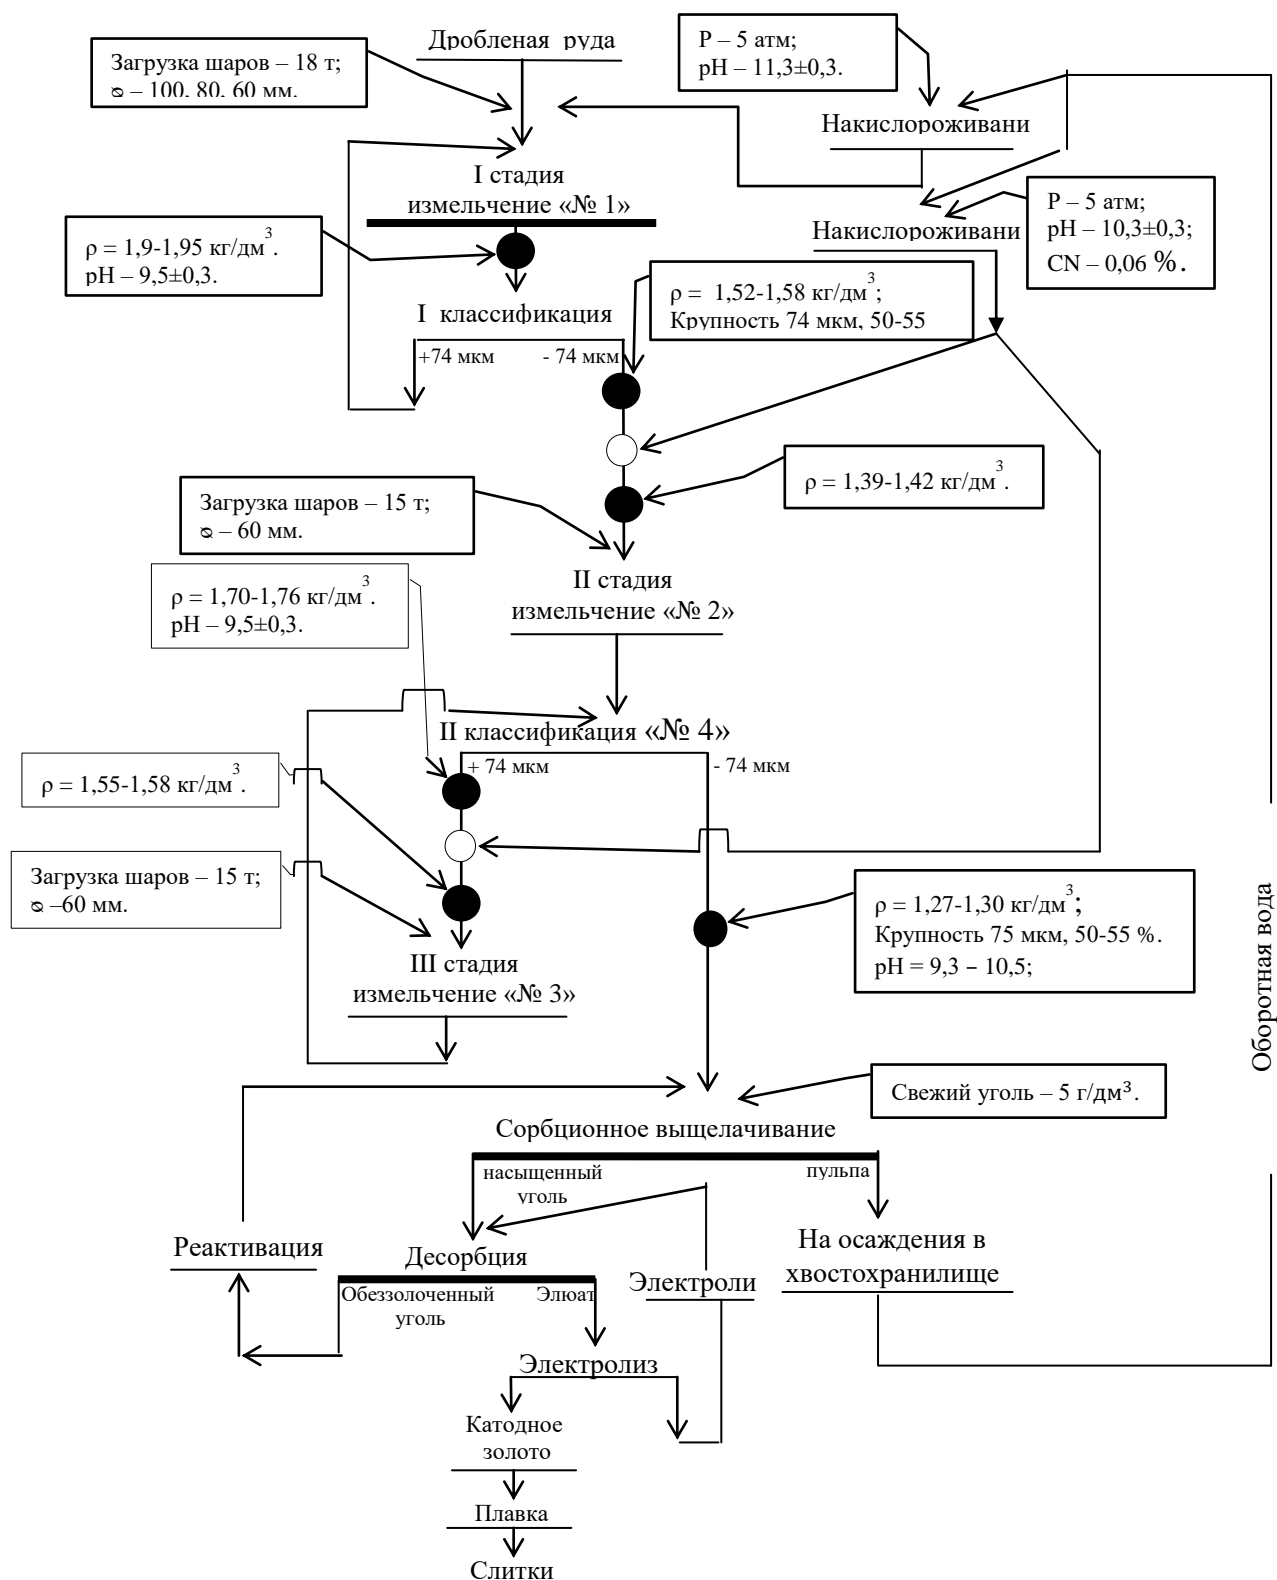 Дробленая руда
Загрузка шаров – 18 т;
ᴓ – 100, 80, 60 мм.
P – 5 атм;
pH – 11,3±0,3.
Накислороживани
I стадия
измельчение «№ 1»
P – 5 атм;
pH – 10,3±0,3;
CN – 0,06 %.
Накислороживани
ρ = 1,9-1,95 кг/дм³.
pH – 9,5±0,3.
I классификация
+74 мкм
- 74 мкм
ρ = 1,52-1,58 кг/дм³;
Крупность 74 мкм, 50-55
ρ = 1,39-1,42 кг/дм³.
Загрузка шаров – 15 т;
ᴓ – 60 мм.
II стадия
измельчение «№ 2»
ρ = 1,70-1,76 кг/дм³.
pH – 9,5±0,3.
II классификация «№ 4»
+ 74 мкм
- 74 мкм
ρ = 1,55-1,58 кг/дм³.
Загрузка шаров – 15 т;
ᴓ –60 мм.
ρ = 1,27-1,30 кг/дм³;
Крупность 75 мкм, 50-55 %.
pH = 9,3 – 10,5;
III стадия
измельчение «№ 3»
Оборотная вода
Свежий уголь – 5 г/дм³.
Сорбционное выщелачивание
насыщенный
уголь
пульпа
Реактивация
Десорбция
На осаждения в
хвостохранилище
Обеззолоченный
уголь
Элюат
Электроли
Электролиз
Катодное
золото
Плавка
Слитки